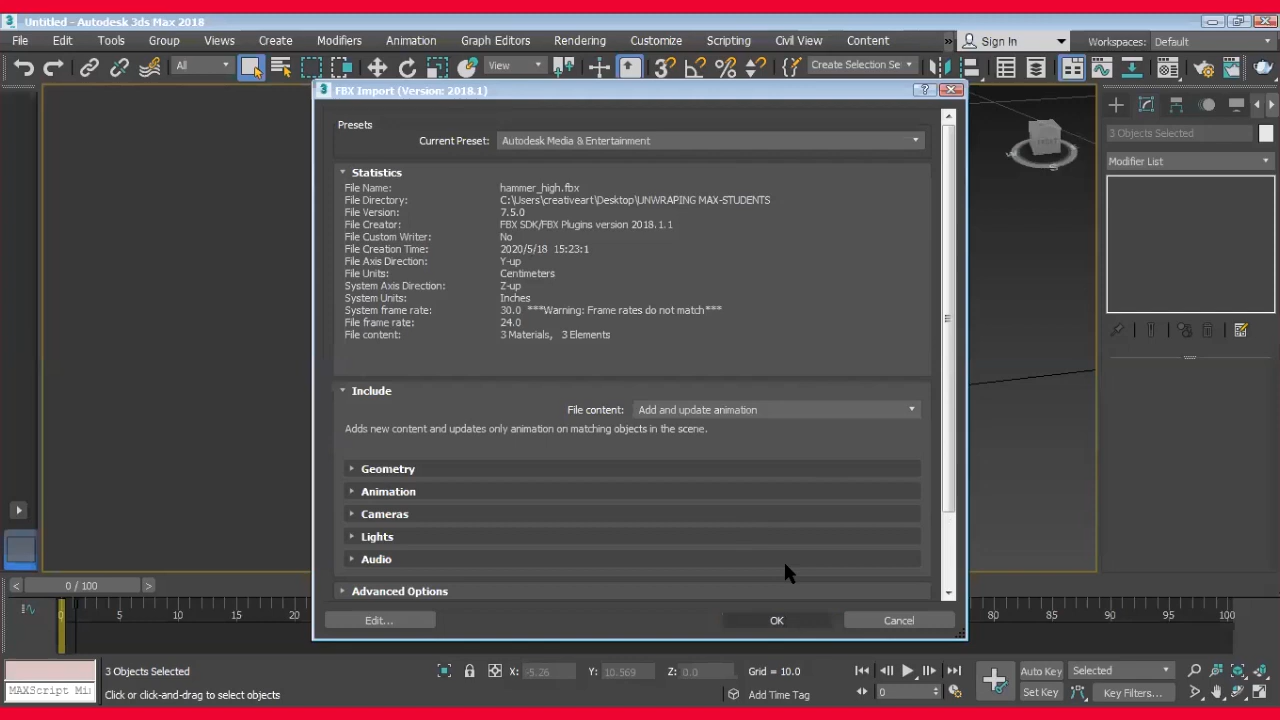 Untitled - Autodesk 3ds Max 2018
File Edit Tools Group Views Create Modifiers Animation Graph Editors Rendering Customize Scripting Civil View Content » Sign In Workspaces: Default
All View Create Selection Se
FBX Import (Version: 2018.1)
Presets
Current Preset: Autodesk Media & Entertainment
3 Objects Selected
Modifier List
FRONT
Statistics
File Name: hammer_high.fbx
File Directory: C:\Users\creativeart\Desktop\UNWRAPING MAX-STUDENTS
File Version: 7.5.0
File Creator: FBX SDK/FBX Plugins version 2018.1.1
File Custom Writer: No
File Creation Time: 2020/5/18 15:23:1
File Axis Direction: Y-up
File Units: Centimeters
System Axis Direction: Z-up
System Units: Inches
System frame rate: 30.0 ***Warning: Frame rates do not match***
File frame rate: 24.0
File content: 3 Materials, 3 Elements
Include
File content: Add and update animation
Adds new content and updates only animation on matching objects in the scene.
Geometry
Animation
Cameras
Lights
Audio
Advanced Options
Edit... OK Cancel
< 0 / 100 >
0 5 10 15 20 80 85 90 95 100
3 Objects Selected X: -5.26 Y: 10.569 Z: 0.0 Grid = 10.0 Auto Key Selected
MAXScript Mi Click or click-and-drag to select objects Add Time Tag 0 Set Key Key Filters...